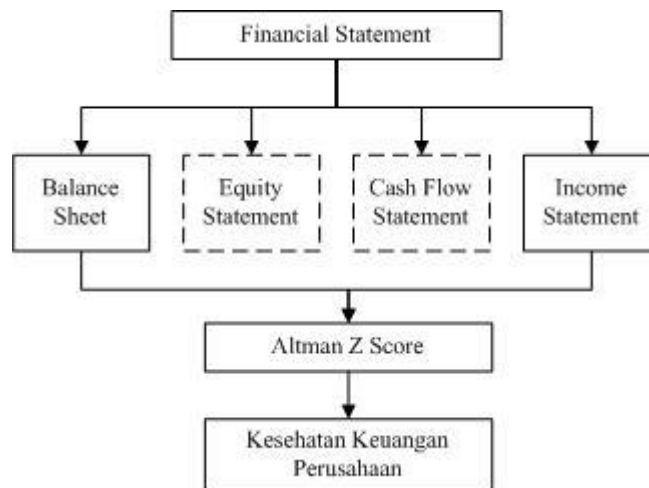 Financial Statement
Balance
Sheet
Equity
Statement
Cash Flow
Statement
Income
Statement
Altman Z Score
Kesehatan Keuangan
Perusahaan